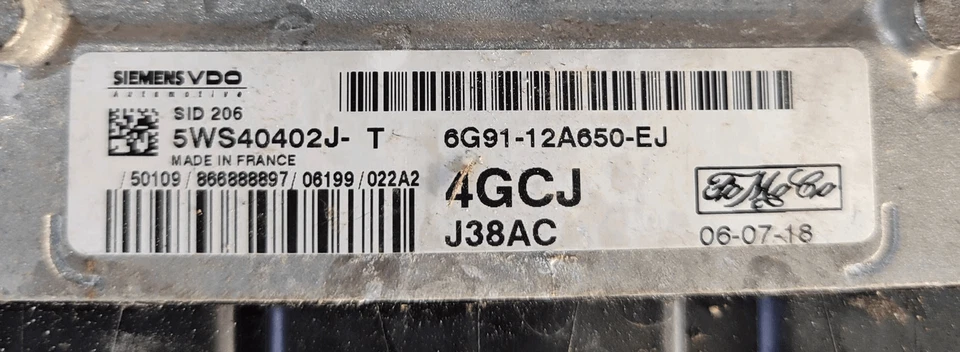 SIEMENS VDO
Automotive
SID 206
5WS40402J- T
6G91-12A650-EJ
MADE IN FRANCE
/50109/866888897/06199/022A2
4GCJ
FoMoCo
J38AC
06-07-18